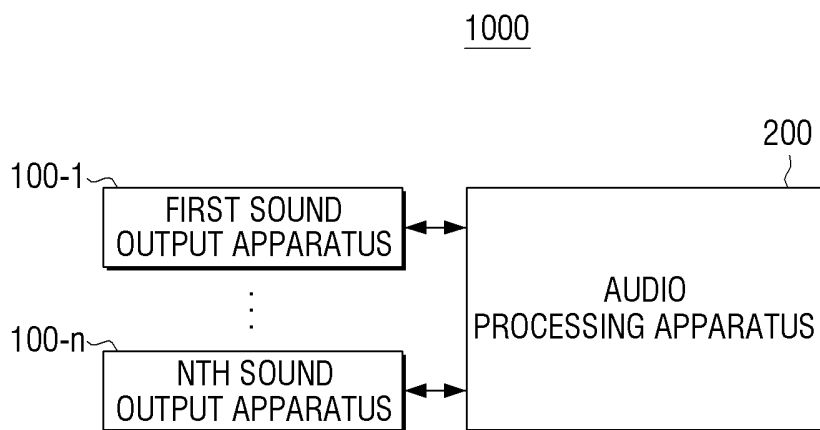 1000
200
100-1
FIRST SOUND
OUTPUT APPARATUS
AUDIO
PROCESSING APPARATUS
100-n
NTH SOUND
OUTPUT APPARATUS